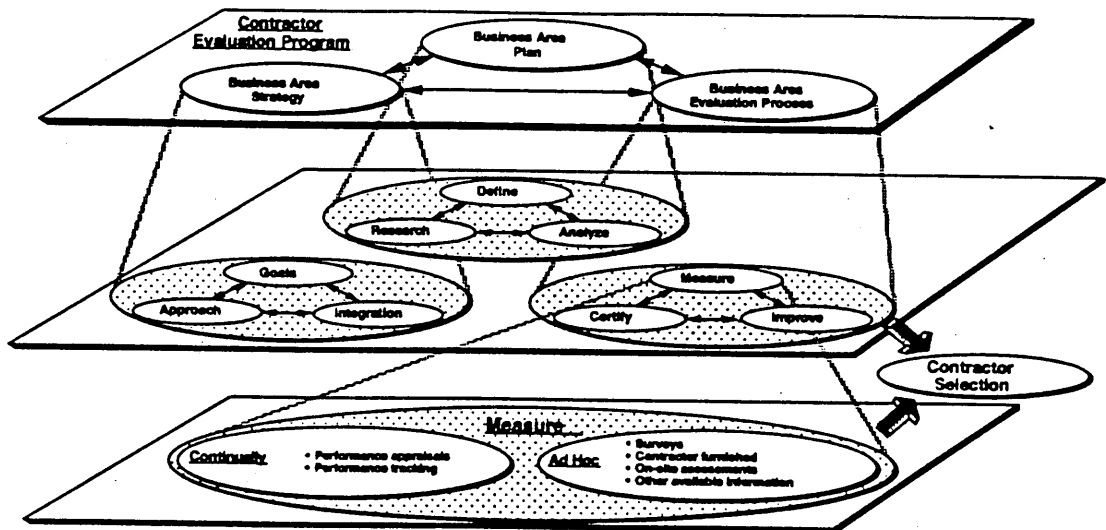 Contractor
Evaluation Program
Business Area
Plan
Business Area
Strategy
Business Area
Evaluation Process
Define
Research
Analyze
Goals
Approach
Integration
Measure
Certify
Improve
Contractor
Selection
Measure
Continually
• Performance appraisals
• Performance tracking
Ad Hoc
• Surveys
• Contractor furnished
• On-site assessments
• Other available information